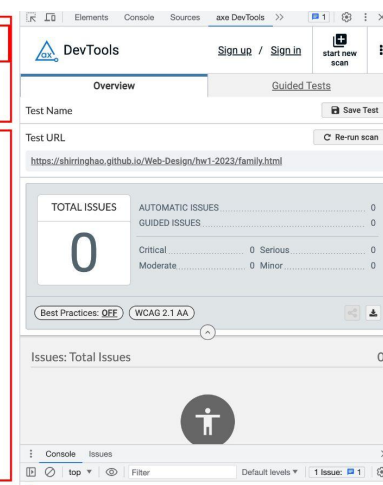 Elements Console Sources axe DevTools >> 1
ax DevTools Sign up / Sign in start new scan
Overview Guided Tests
Test Name Save Test
Test URL Re-run scan
https://shirringhao.github.io/Web-Design/hw1-2023/family.html
TOTAL ISSUES
0
AUTOMATIC ISSUES 0
GUIDED ISSUES 0
Critical 0 Serious 0
Moderate 0 Minor 0
Best Practices: OFF WCAG 2.1 AA
Issues: Total Issues 0
Console Issues
top Filter Default levels 1 Issue: 1